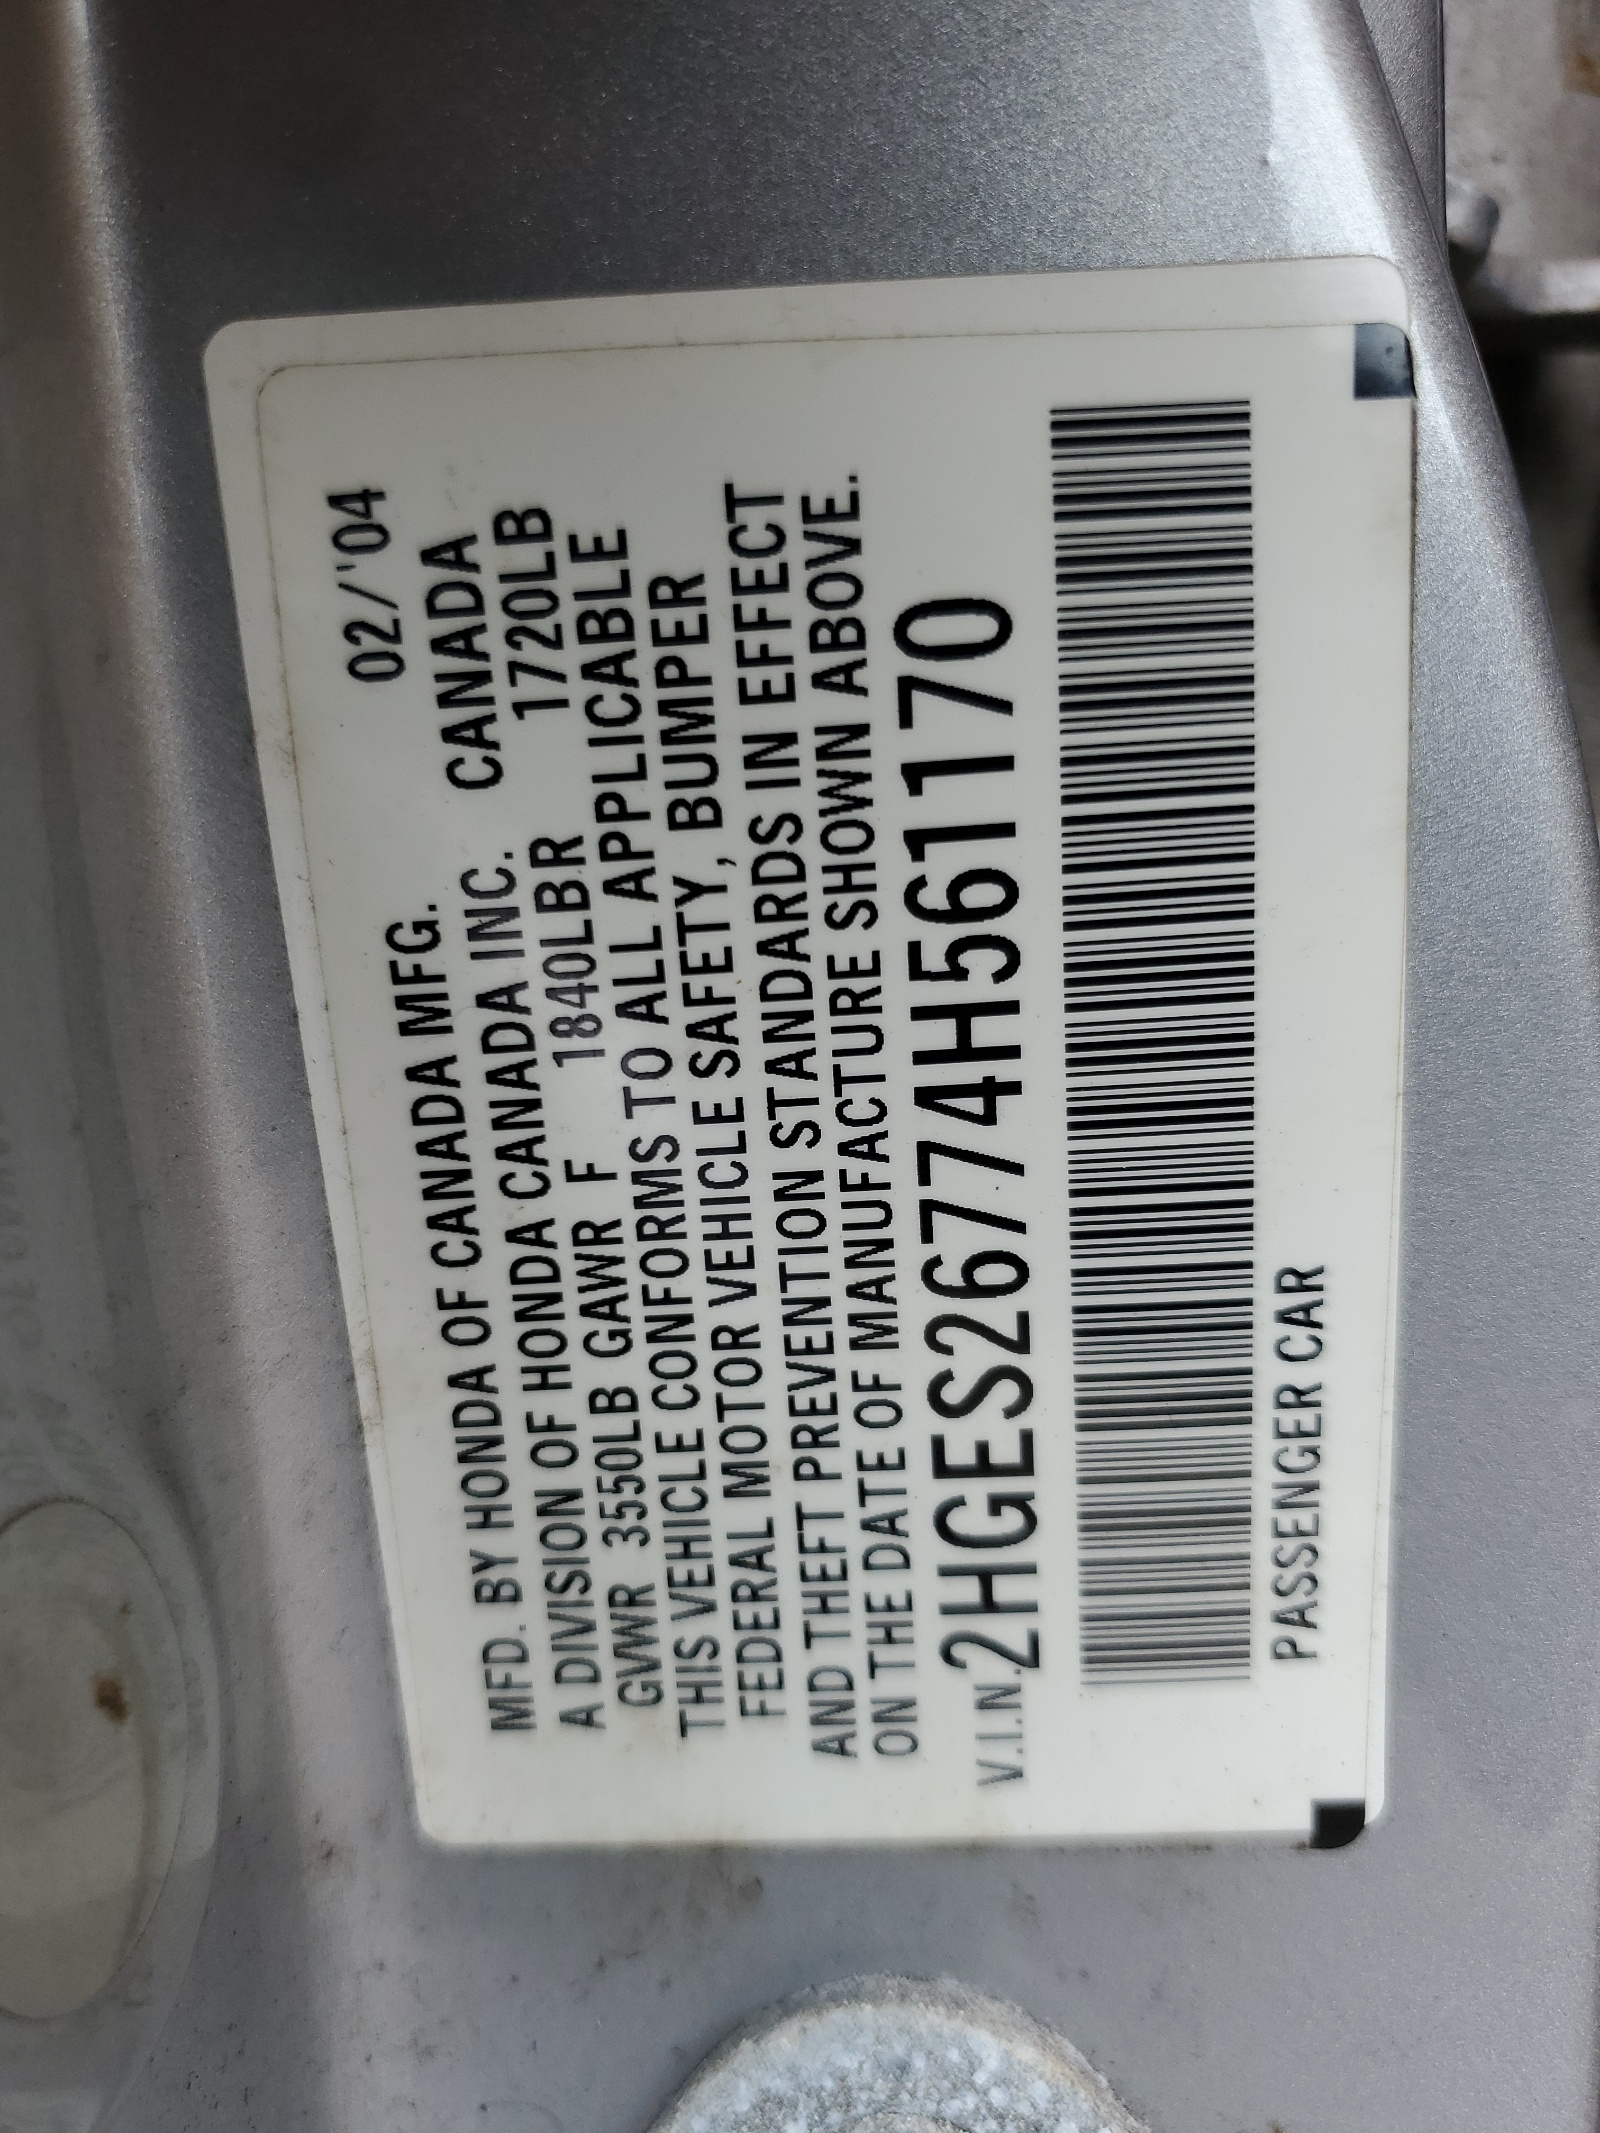 02/'04
MFD. BY HONDA OF CANADA MFG.
A DIVISION OF HONDA CANADA INC. CANADA
GVWR 3550LB GAWR F 1840LBR 1720LB
THIS VEHICLE CONFORMS TO ALL APPLICABLE
FEDERAL MOTOR VEHICLE SAFETY, BUMPER
AND THEFT PREVENTION STANDARDS IN EFFECT
ON THE DATE OF MANUFACTURE SHOWN ABOVE.
V.I.N. 2HGES26774H561170
PASSENGER CAR